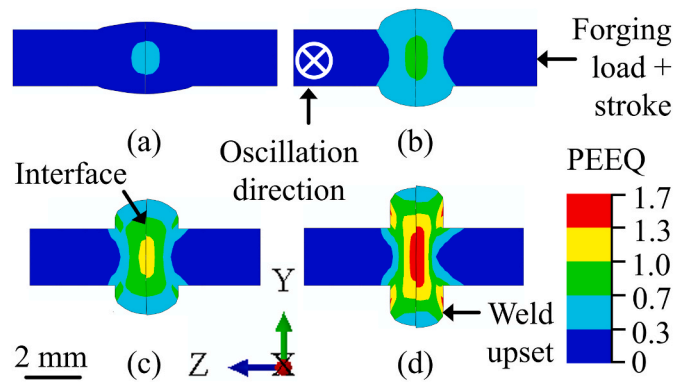 (a)
(b)
Forging
load +
stroke
Oscillation
direction
Interface
PEEQ
1.7
1.3
1.0
0.7
0.3
0
Y
Z
X
Weld
upset
2 mm
(c)
(d)